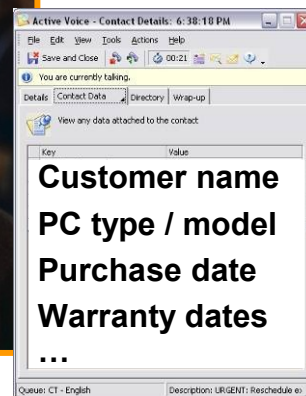 Active Voice - Contact Details: 6:38:18 PM
File Edit View Tools Actions Help
Save and Close 00:21
You are currently talking.
Details Contact Data Directory Wrap-up
View any data attached to the contact
Key Value
Customer name
PC type / model
Purchase date
Warranty dates
...
Queue: CT - English Description: URGENT: Reschedule ex